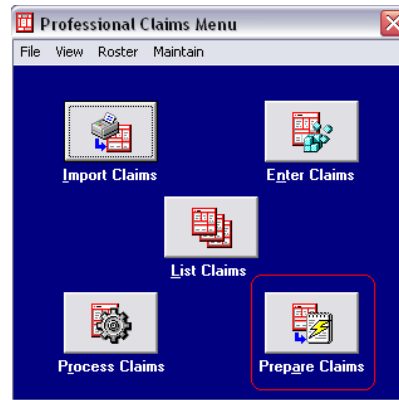 Professional Claims Menu
File View Roster Maintain
Import Claims
Enter Claims
List Claims
Process Claims
Prepare Claims